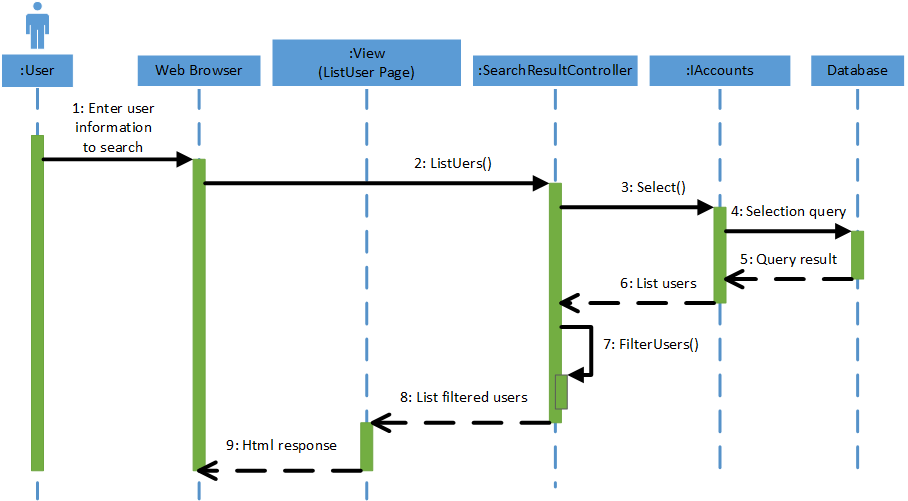 :User
Web Browser
:View
(ListUser Page)
:SearchResultController
:IAccounts
Database
1: Enter user
information
to search
2: ListUers()
3: Select()
4: Selection query
5: Query result
6: List users
7: FilterUsers()
8: List filtered users
9: Html response